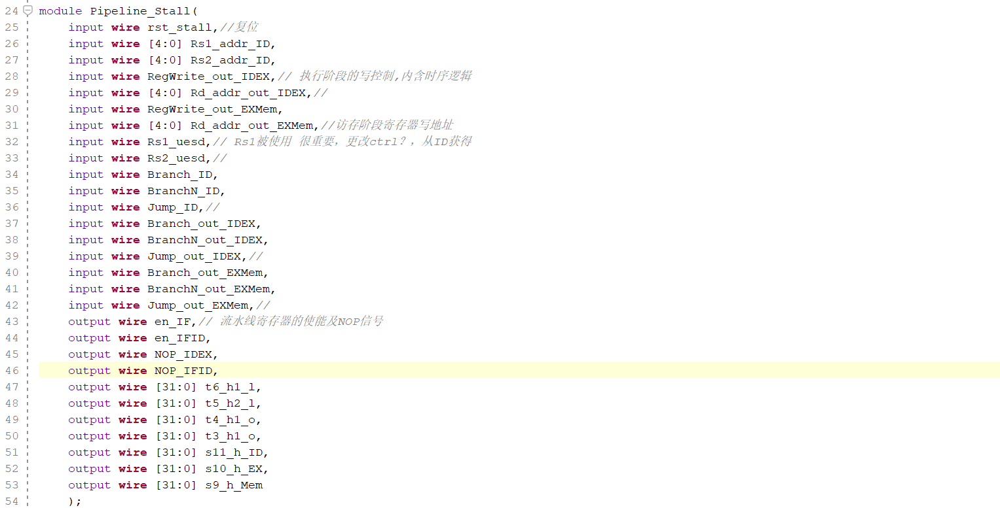 24 module Pipeline_Stall(
25 input wire rst_stall,//复位
26 input wire [4:0] Rs1_addr_ID,
27 input wire [4:0] Rs2_addr_ID,
28 input wire RegWrite_out_IDEX,// 执行阶段的写控制,内含时序逻辑
29 input wire [4:0] Rd_addr_out_IDEX,//
30 input wire RegWrite_out_EXMem,
31 input wire [4:0] Rd_addr_out_EXMem,//访存阶段寄存器写地址
32 input wire Rs1_uesd,// Rs1被使用 很重要，更改ctrl？，从ID获得
33 input wire Rs2_uesd,//
34 input wire Branch_ID,
35 input wire BranchN_ID,
36 input wire Jump_ID,//
37 input wire Branch_out_IDEX,
38 input wire BranchN_out_IDEX,
39 input wire Jump_out_IDEX,//
40 input wire Branch_out_EXMem,
41 input wire BranchN_out_EXMem,
42 input wire Jump_out_EXMem,//
43 output wire en_IF,// 流水线寄存器的使能及NOP信号
44 output wire en_IFID,
45 output wire NOP_IDEX,
46 output wire NOP_IFID,
47 output wire [31:0] t6_h1_l,
48 output wire [31:0] t5_h2_l,
49 output wire [31:0] t4_h1_o,
50 output wire [31:0] t3_h1_o,
51 output wire [31:0] s11_h_ID,
52 output wire [31:0] s10_h_EX,
53 output wire [31:0] s9_h_Mem
54 );